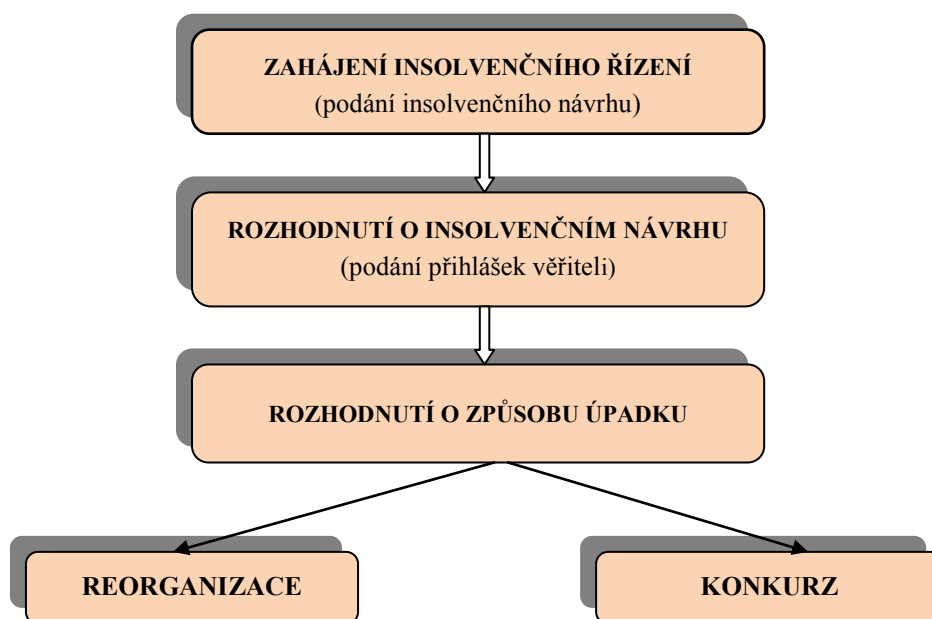 ZAHÁJENÍ INSOLVENČNÍHO ŘÍZENÍ
(podání insolvenčního návrhu)
ROZHODNUTÍ O INSOLVENČNÍM NÁVRHU
(podání přihlášek věřiteli)
ROZHODNUTÍ O ZPŮSOBU ÚPADKU
REORGANIZACE
KONKURZ